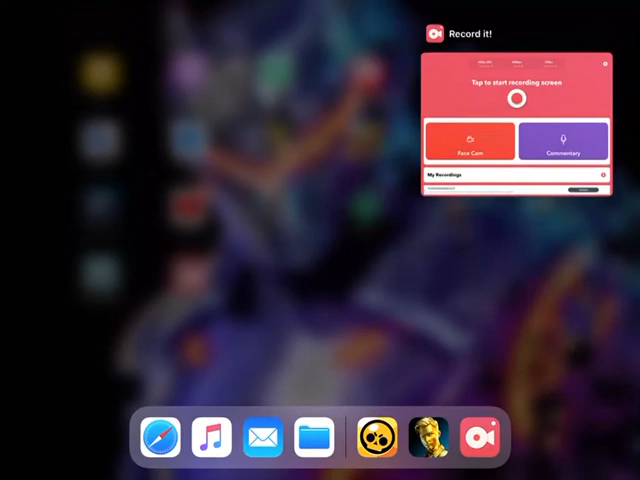 Record it!
Tap to start recording screen
Face Cam
Commentary
My Recordings